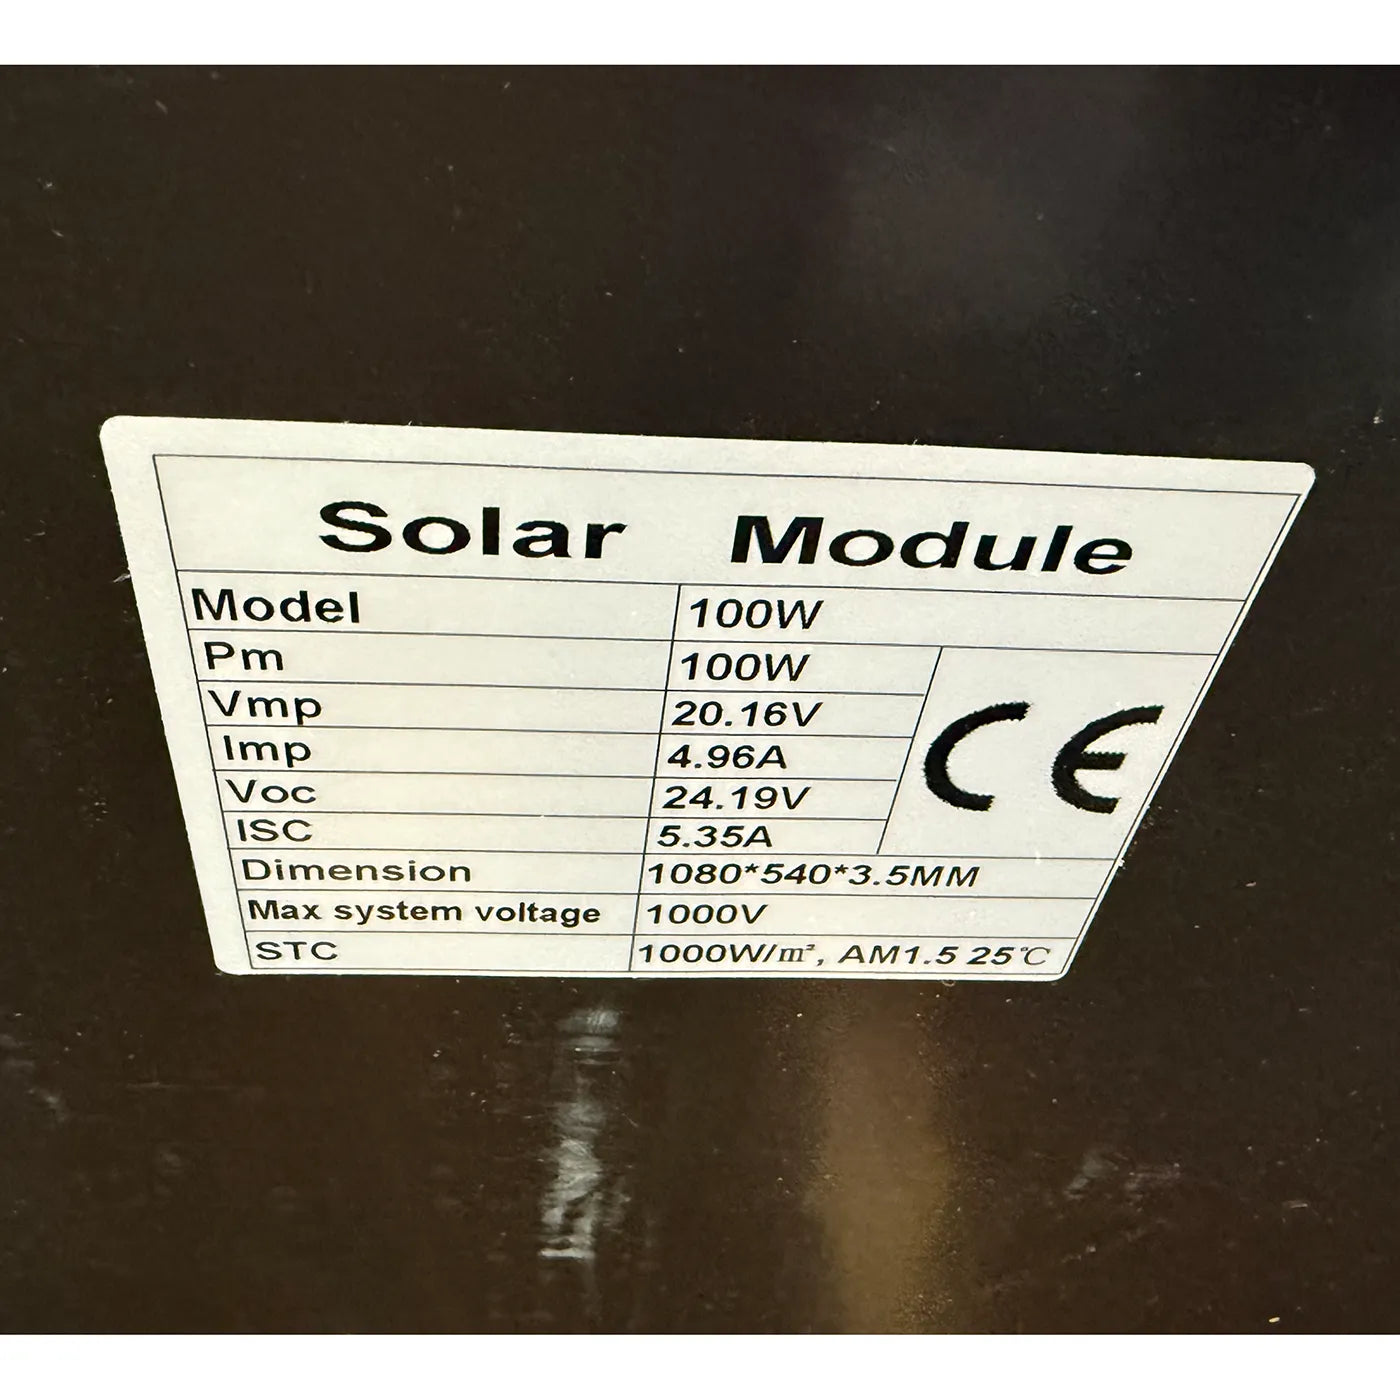 Solar Module
Model 100W
Pm 100W
Vmp 20.16V
Imp 4.96A
Voc 24.19V
ISC 5.35A
CE
Dimension 1080*540*3.5MM
Max system voltage 1000V
STC 1000W/m², AM1.5 25℃